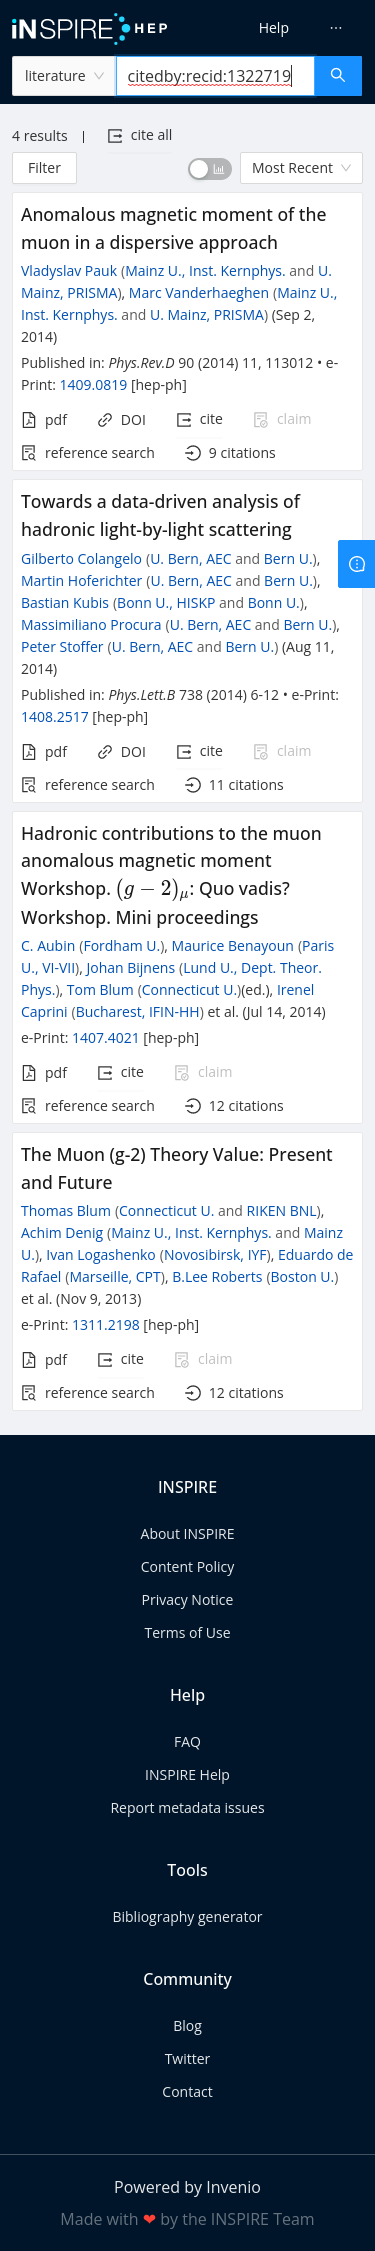 iNSPIRE HEP
Help
···
literature
citedby:recid:1322719
4 results | cite all
Filter
Most Recent
Anomalous magnetic moment of the
muon in a dispersive approach
Vladyslav Pauk (Mainz U., Inst. Kernphys. and U.
Mainz, PRISMA), Marc Vanderhaeghen (Mainz U.,
Inst. Kernphys. and U. Mainz, PRISMA) (Sep 2,
2014)
Published in: Phys.Rev.D 90 (2014) 11, 113012 • e-
Print: 1409.0819 [hep-ph]
pdf DOI cite claim
reference search 9 citations
Towards a data-driven analysis of
hadronic light-by-light scattering
Gilberto Colangelo (U. Bern, AEC and Bern U.),
Martin Hoferichter (U. Bern, AEC and Bern U.),
Bastian Kubis (Bonn U., HISKP and Bonn U.),
Massimiliano Procura (U. Bern, AEC and Bern U.),
Peter Stoffer (U. Bern, AEC and Bern U.) (Aug 11,
2014)
Published in: Phys.Lett.B 738 (2014) 6-12 • e-Print:
1408.2517 [hep-ph]
pdf DOI cite claim
reference search 11 citations
Hadronic contributions to the muon
anomalous magnetic moment
Workshop. (g − 2)μ: Quo vadis?
Workshop. Mini proceedings
C. Aubin (Fordham U.), Maurice Benayoun (Paris
U., VI-VII), Johan Bijnens (Lund U., Dept. Theor.
Phys.), Tom Blum (Connecticut U.)(ed.), Irenel
Caprini (Bucharest, IFIN-HH) et al. (Jul 14, 2014)
e-Print: 1407.4021 [hep-ph]
pdf cite claim
reference search 12 citations
The Muon (g-2) Theory Value: Present
and Future
Thomas Blum (Connecticut U. and RIKEN BNL),
Achim Denig (Mainz U., Inst. Kernphys. and Mainz
U.), Ivan Logashenko (Novosibirsk, IYF), Eduardo de
Rafael (Marseille, CPT), B.Lee Roberts (Boston U.)
et al. (Nov 9, 2013)
e-Print: 1311.2198 [hep-ph]
pdf cite claim
reference search 12 citations
INSPIRE
About INSPIRE
Content Policy
Privacy Notice
Terms of Use
Help
FAQ
INSPIRE Help
Report metadata issues
Tools
Bibliography generator
Community
Blog
Twitter
Contact
Powered by Invenio
Made with ❤ by the INSPIRE Team